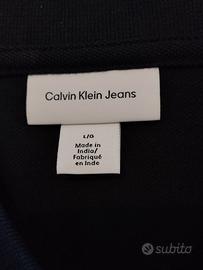 Calvin Klein Jeans
L/G
Made in
India/
Fabriqué
en Inde
subito